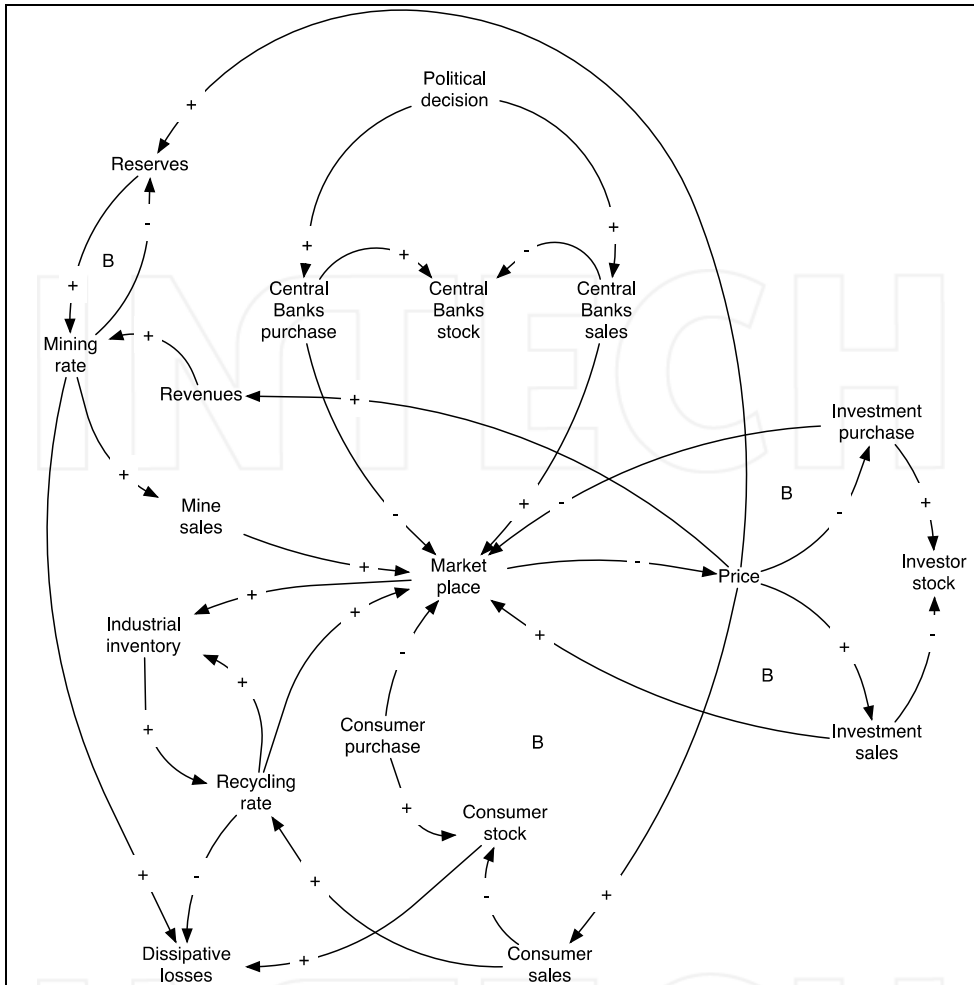 Political
decision
+
Reserves
-
+
+
B
+
+
-
Central
Banks
purchase
Central
Banks
stock
Central
Banks
sales
+
Mining
rate
+
Revenues
+
Investment
purchase
B
+
-
+
-
+
-
Mine
sales
+
Market
place
-
Price
Investor
stock
+
+
Industrial
inventory
-
+
+
-
+
B
Consumer
purchase
B
Investment
sales
+
Recycling
rate
+
Consumer
stock
+
-
+
-
+
+
Dissipative
losses
Consumer
sales
INTECH